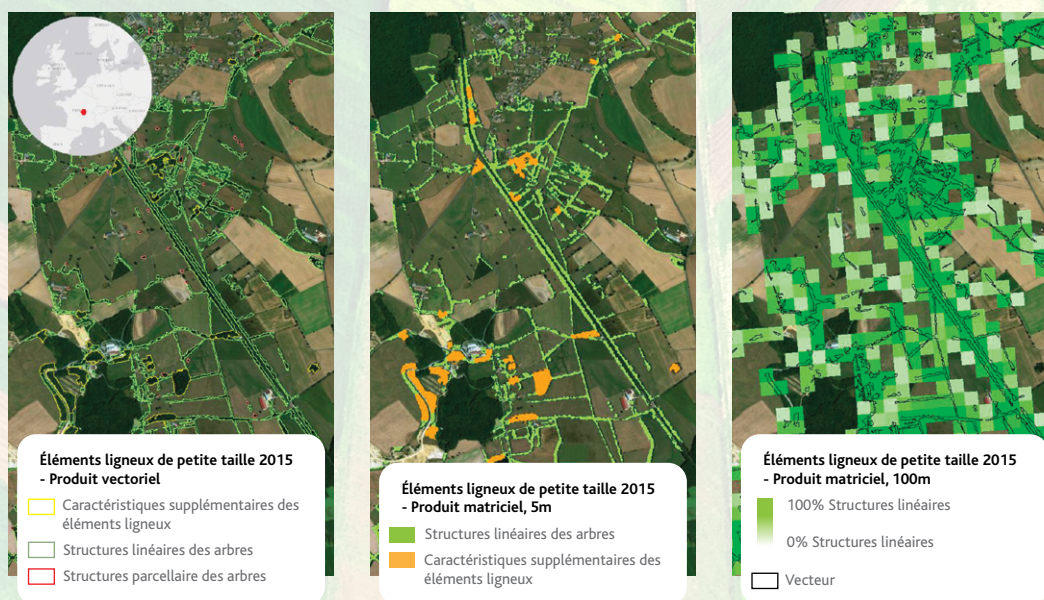 Éléments ligneux de petite taille 2015
- Produit vectoriel
Caractéristiques supplémentaires des
éléments ligneux
Structures linéaires des arbres
Structures parcellaire des arbres
Éléments ligneux de petite taille 2015
- Produit matriciel, 5m
Structures linéaires des arbres
Caractéristiques supplémentaires des
éléments ligneux
Éléments ligneux de petite taille 2015
- Produit matriciel, 100m
100% Structures linéaires
0% Structures linéaires
Vecteur